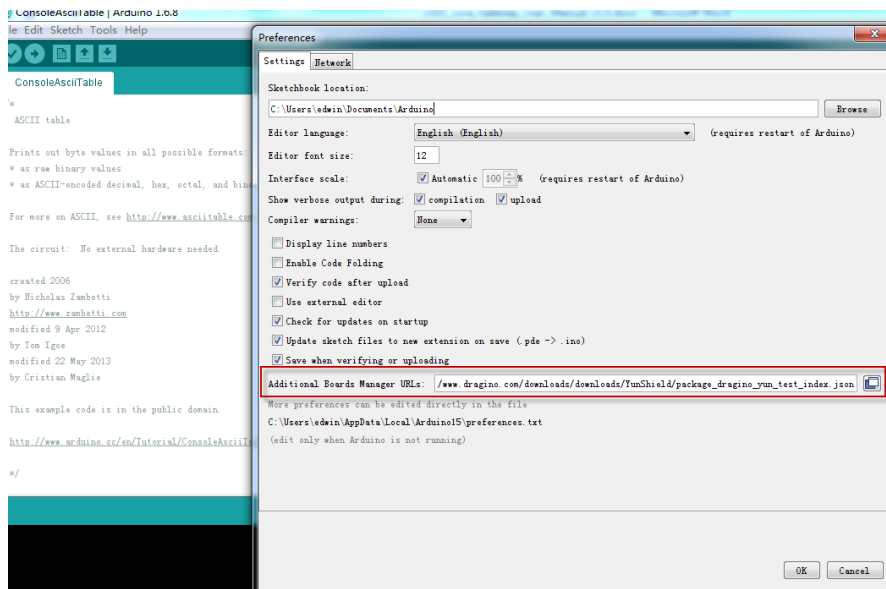 ConsoleAsciiTable | Arduino 1.6.8
le Edit Sketch Tools Help
ConsoleAsciiTable
ASCII table
Prints out byte values in all possible formats:
* as raw binary values
* as ASCII-encoded decimal, hex, octal, and
For more on ASCII, see http://www.asciitable.co
The circuit: No external hardware needed.
created 2006
by Nicholas Zambetti
http://www.zambetti.com
modified 9 Apr 2012
by Tom Igoe
modified 22 May 2013
by Cristian Maglie
This example code is in the public domain.
http://www.arduino.cc/en/Tutorial/ConsoleAsciiT
*/
Preferences
Settings Network
Sketchbook location:
C:\Users\edwin\Documents\Arduino Browse
Editor language: English (English) (requires restart of Arduino)
Editor font size: 12
Interface scale: Automatic 100 % (requires restart of Arduino)
Show verbose output during: compilation upload
Compiler warnings: None
Display line numbers
Enable Code Folding
Verify code after upload
Use external editor
Check for updates on startup
Update sketch files to new extension on save (.pde -> .ino)
Save when verifying or uploading
Additional Boards Manager URLs: /www.dragino.com/downloads/downloads/YunShield/package_dragino_yun_test_index.json
More preferences can be edited directly in the file
C:\Users\edwin\AppData\Local\Arduino15\preferences.txt
(edit only when Arduino is not running)
OK Cancel